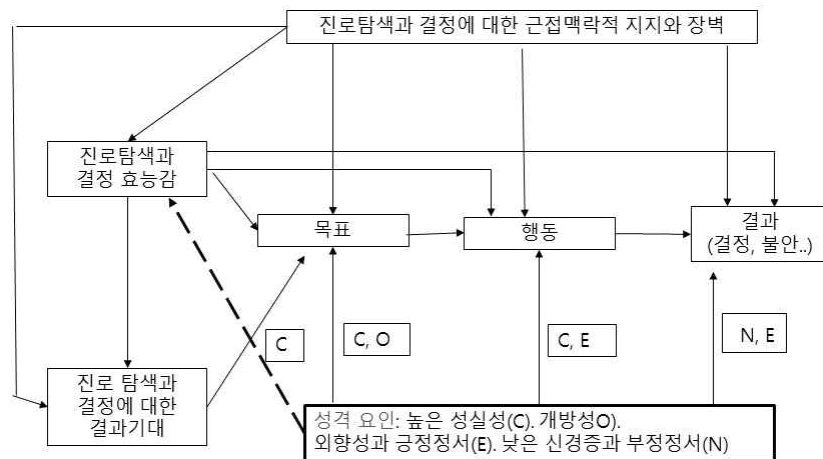 진로탐색과 결정에 대한 근접맥락적 지지와 장벽
진로탐색과
결정 효능감
목표
행동
결과
(결정, 불안..)
C
C, O
C, E
N, E
진로 탐색과
결정에 대한
결과기대
성격 요인: 높은 성실성(C). 개방성O).
외향성과 긍정정서(E). 낮은 신경증과 부정정서(N)